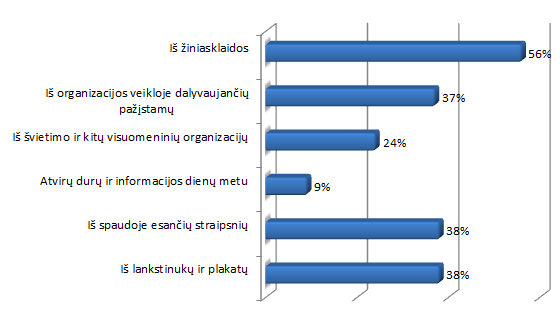 Iš žiniasklaidos
56%
Iš organizacijos veikloje dalyvaujančių
pažįstamų
37%
Iš švietimo ir kitų visuomeninių organizacijų
24%
Atvirų durų ir informacijos dienų metu
9%
Iš spaudoje esančių straipsnių
38%
Iš lankstinukų ir plakatų
38%